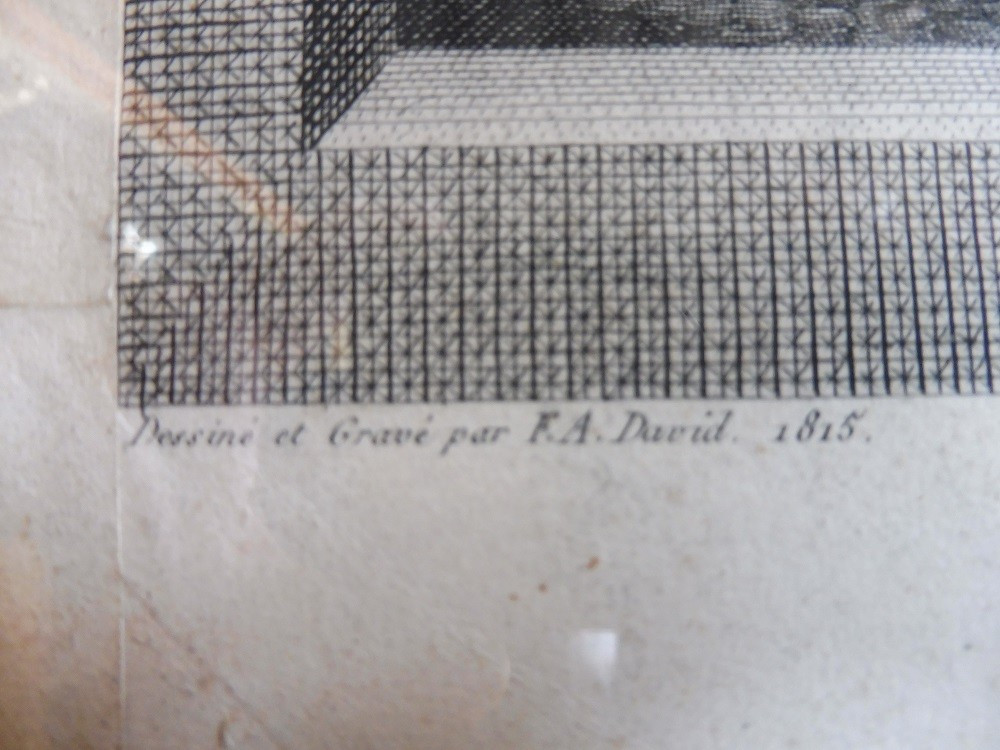 Dessiné et Gravé par F.A. David. 1815.